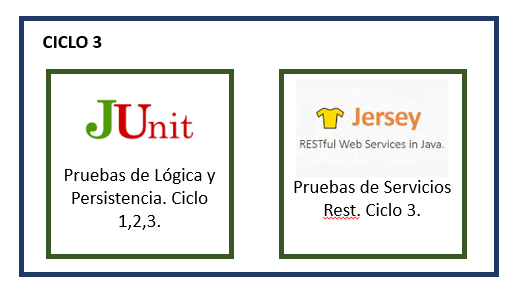 CICLO 3
JUnit
Pruebas de Lógica y
Persistencia. Ciclo
1,2,3.
Jersey
RESTful Web Services in Java.
Pruebas de Servicios
Rest. Ciclo 3.